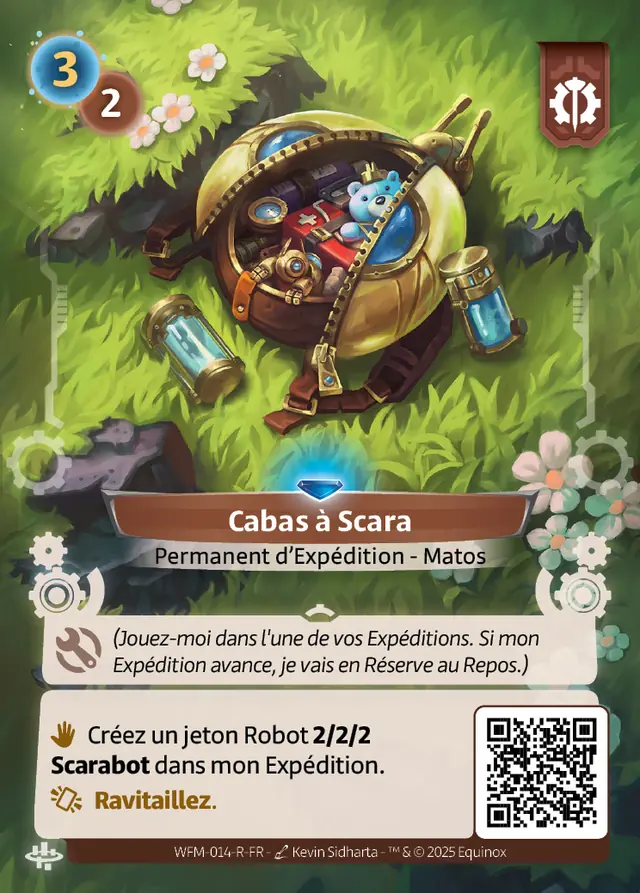 3
2
Cabas à Scara
Permanent d’Expédition - Matos
(Jouez-moi dans l'une de vos Expéditions. Si mon
Expédition avance, je vais en Réserve au Repos.)
Créez un jeton Robot 2/2/2
Scarabot dans mon Expédition.
Ravitaillez.
WFM-014-R-FR - Kevin Sidharta - ™ & © 2025 Equinox